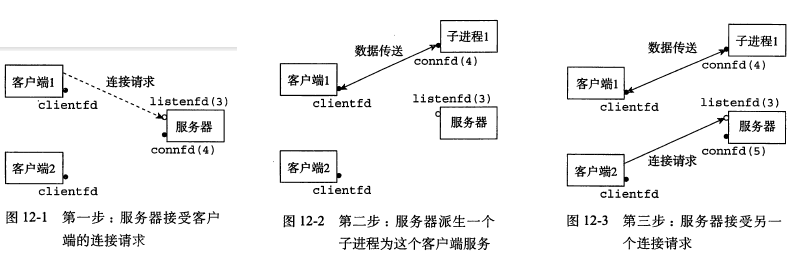 客户端1
连接请求
clientfd
listenfd(3)
服务器
connfd(4)
客户端2
clientfd
图 12-1 第一步：服务器接受客户
端的连接请求
子进程1
数据传送
connfd(4)
客户端1
clientfd
listenfd(3)
服务器
客户端2
clientfd
图 12-2 第二步：服务器派生一个
子进程为这个客户端服务
子进程1
数据传送
connfd(4)
客户端1
clientfd
listenfd(3)
服务器
connfd(5)
连接请求
客户端2
clientfd
图 12-3 第三步：服务器接受另一
个连接请求